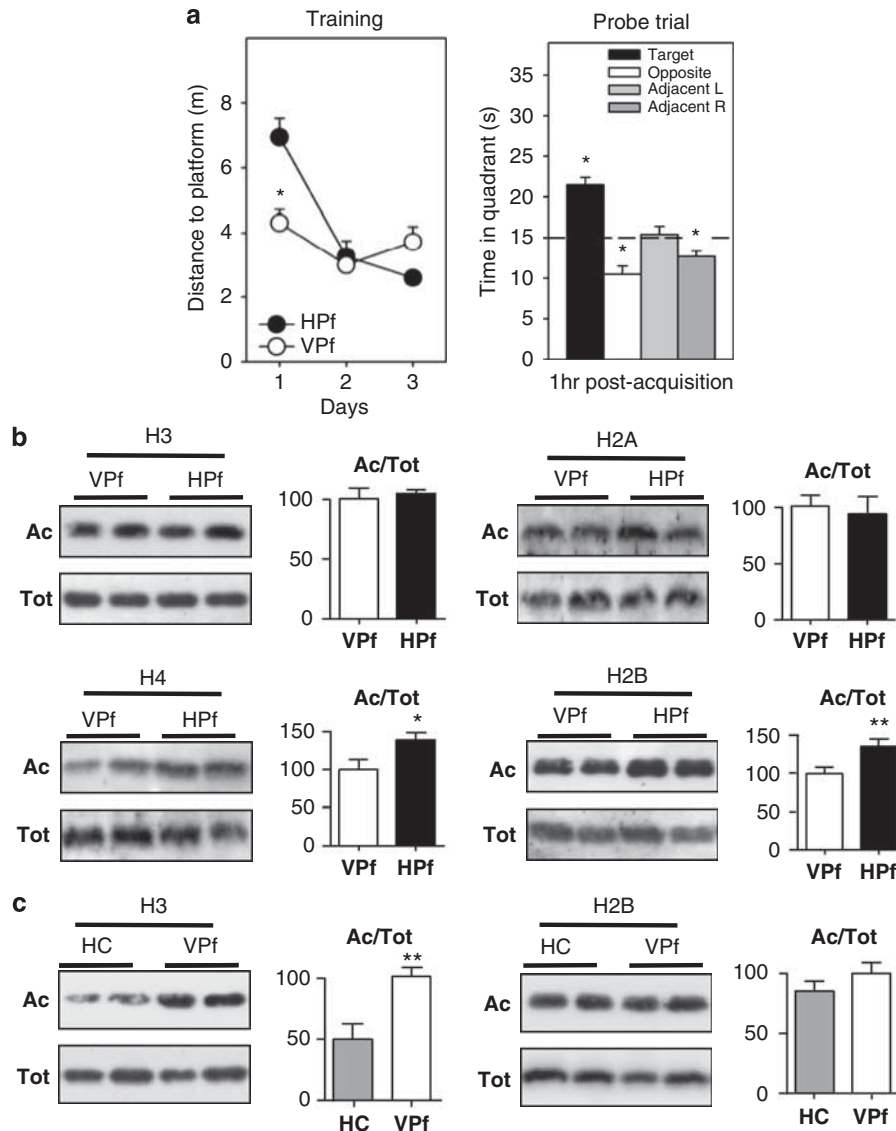 a
Training
Distance to platform (m)
8
6
4
2
0
*
HPf
VPf
1 2 3
Days
Probe trial
Target
Opposite
Adjacent L
Adjacent R
Time in quadrant (s)
35
30
25
20
15
10
5
0
* * *
1hr post-acquisition
b
H3
VPf HPf
Ac
Tot
Ac/Tot
100
50
0
VPf HPf
H2A
VPf HPf
Ac
Tot
Ac/Tot
100
50
0
VPf HPf
H4
VPf HPf
Ac
Tot
Ac/Tot
*
150
100
50
0
VPf HPf
H2B
VPf HPf
Ac
Tot
Ac/Tot
**
150
100
50
0
VPf HPf
c
H3
HC VPf
Ac
Tot
Ac/Tot
**
100
50
0
HC VPf
H2B
HC VPf
Ac
Tot
Ac/Tot
100
50
0
HC VPf